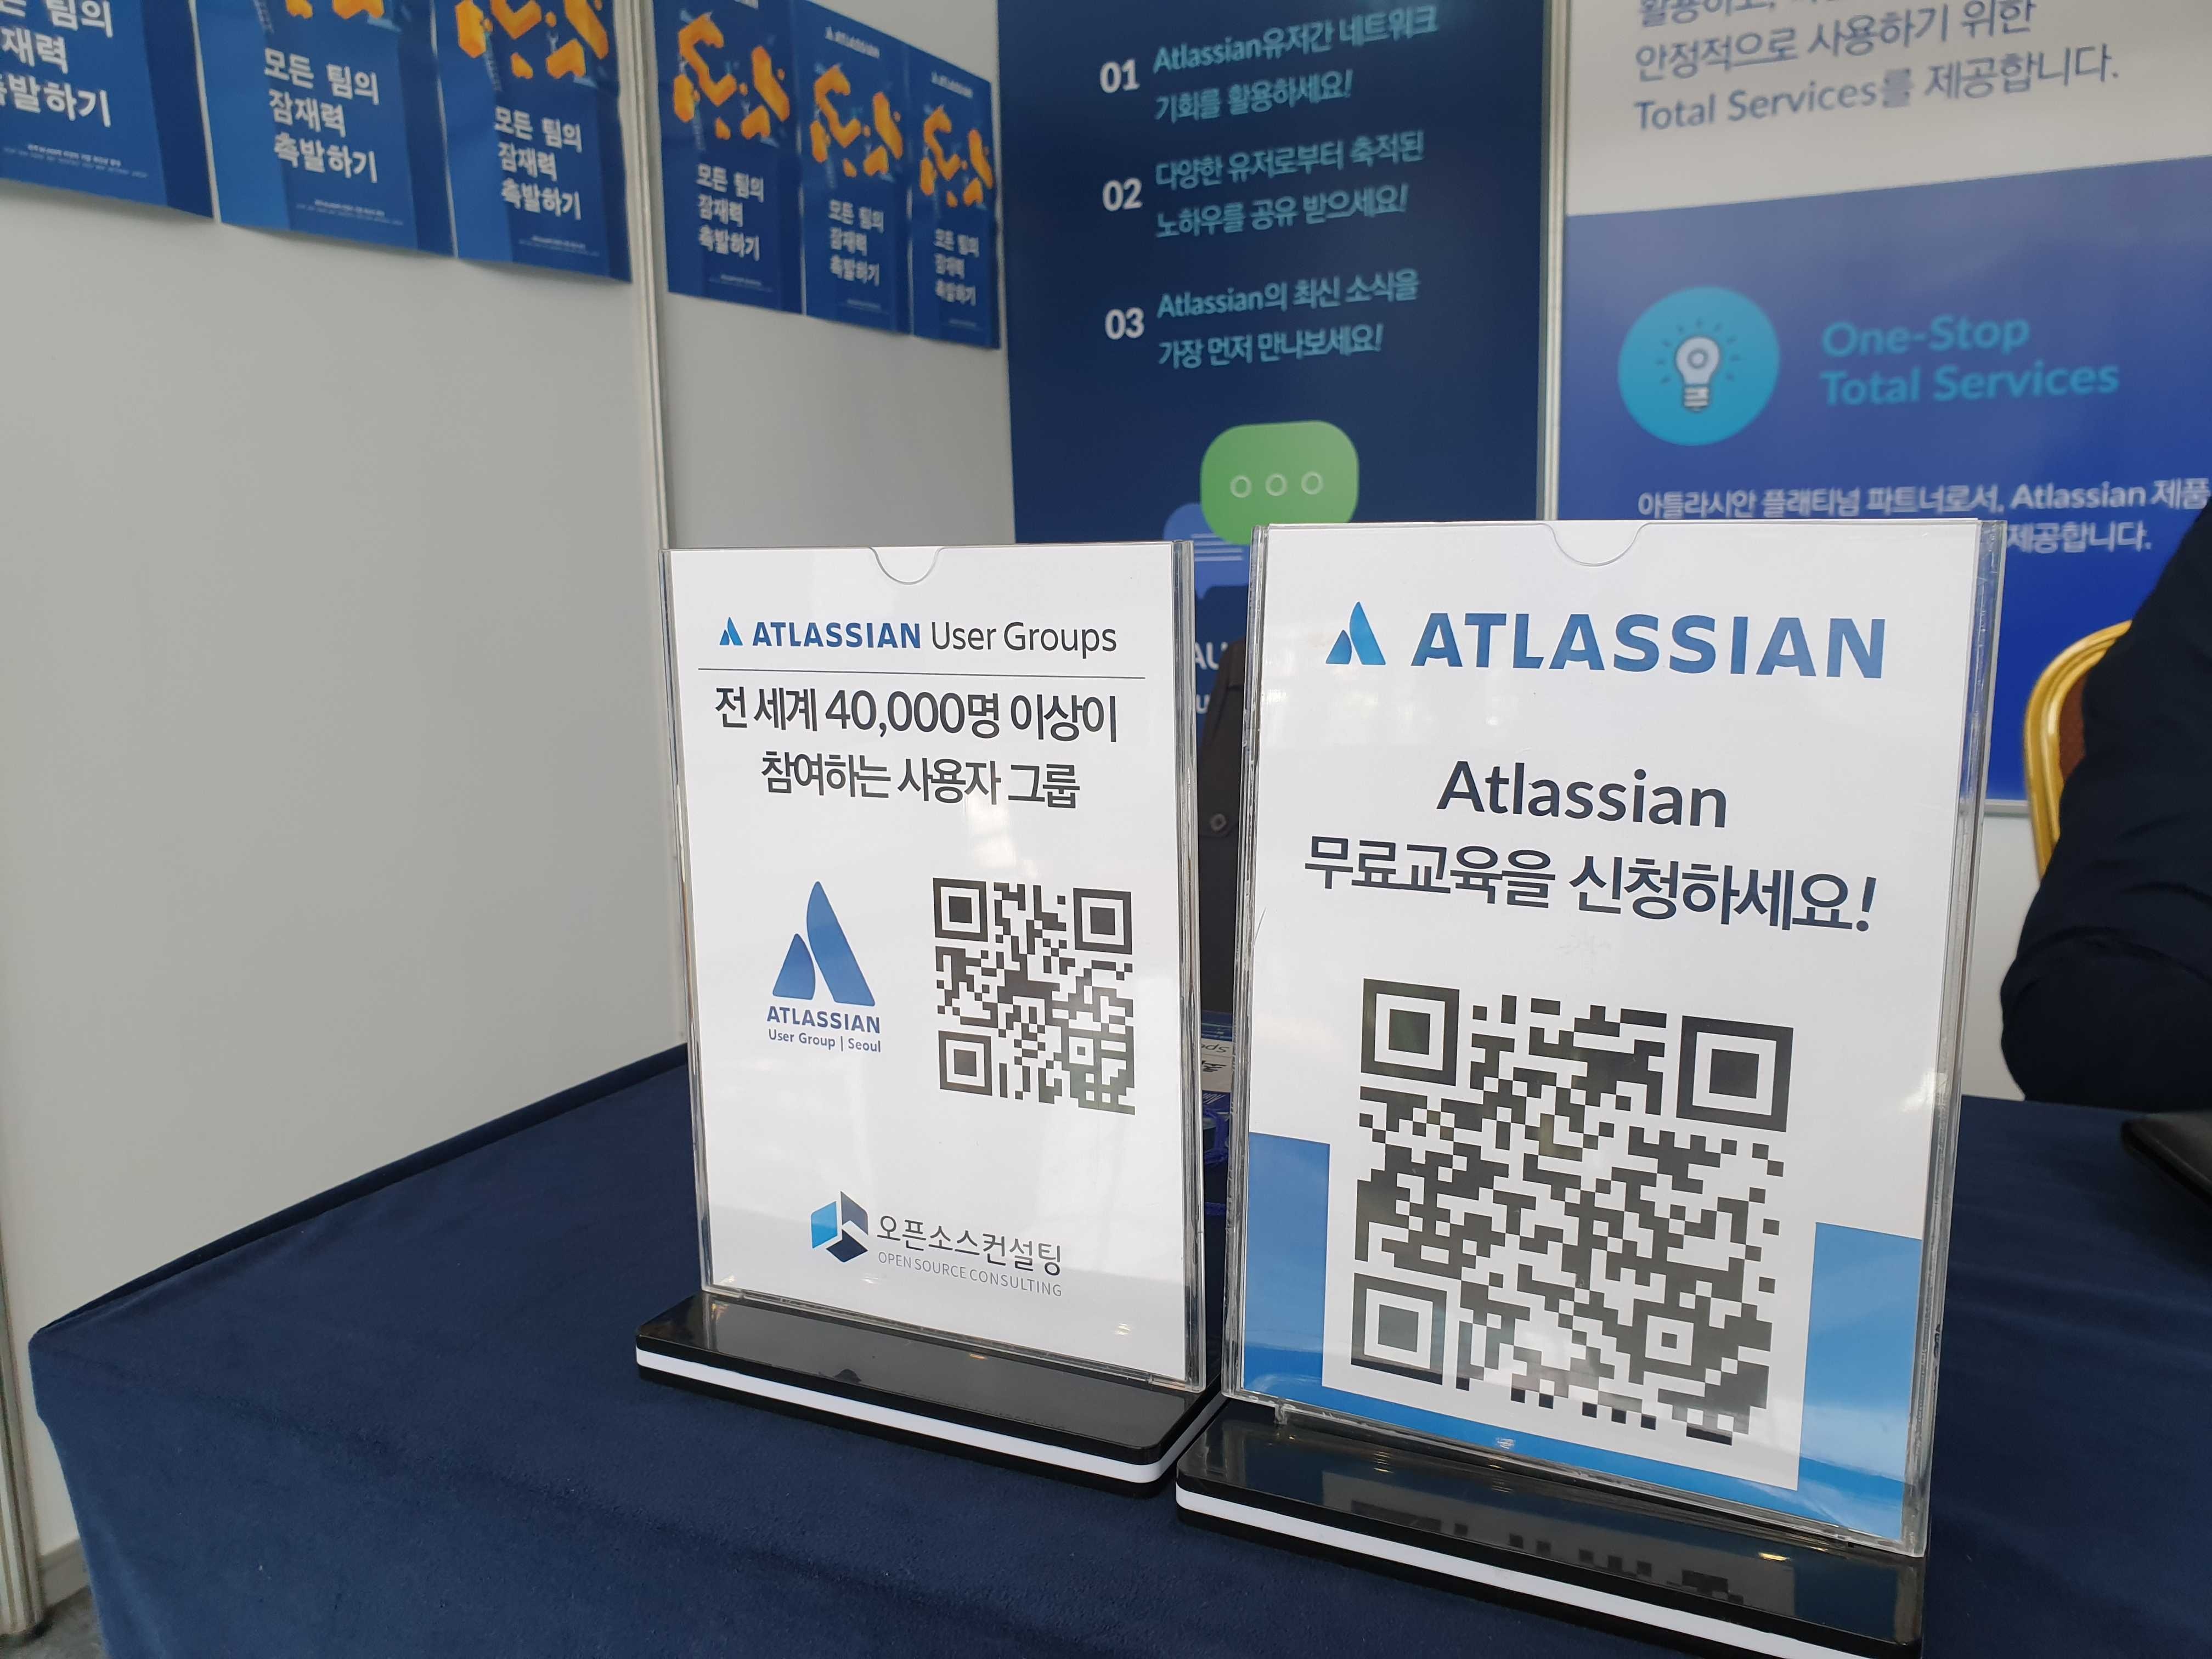 모든 팀의
잠재력
촉발하기
모든 팀의
잠재력
촉발하기
모든 팀의
잠재력
촉발하기
ATLASSIAN
모든 팀의
잠재력
촉발하기
ATLASSIAN
모든 팀의
잠재력
촉발하기
01 Atlassian유저간 네트워크
기회를 활용하세요!
02 다양한 유저로부터 축적된
노하우를 공유 받으세요!
03 Atlassian의 최신 소식을
가장 먼저 만나보세요!
안정적으로 사용하기 위한
Total Services를 제공합니다.
One-Stop
Total Services
아틀라시안 플래티넘 파트너로서, Atlassian 제품
제공합니다.
ATLASSIAN User Groups
전 세계 40,000명 이상이
참여하는 사용자 그룹
ATLASSIAN
User Group | Seoul
오픈소스컨설팅
OPEN SOURCE CONSULTING
ATLASSIAN
Atlassian
무료교육을 신청하세요!